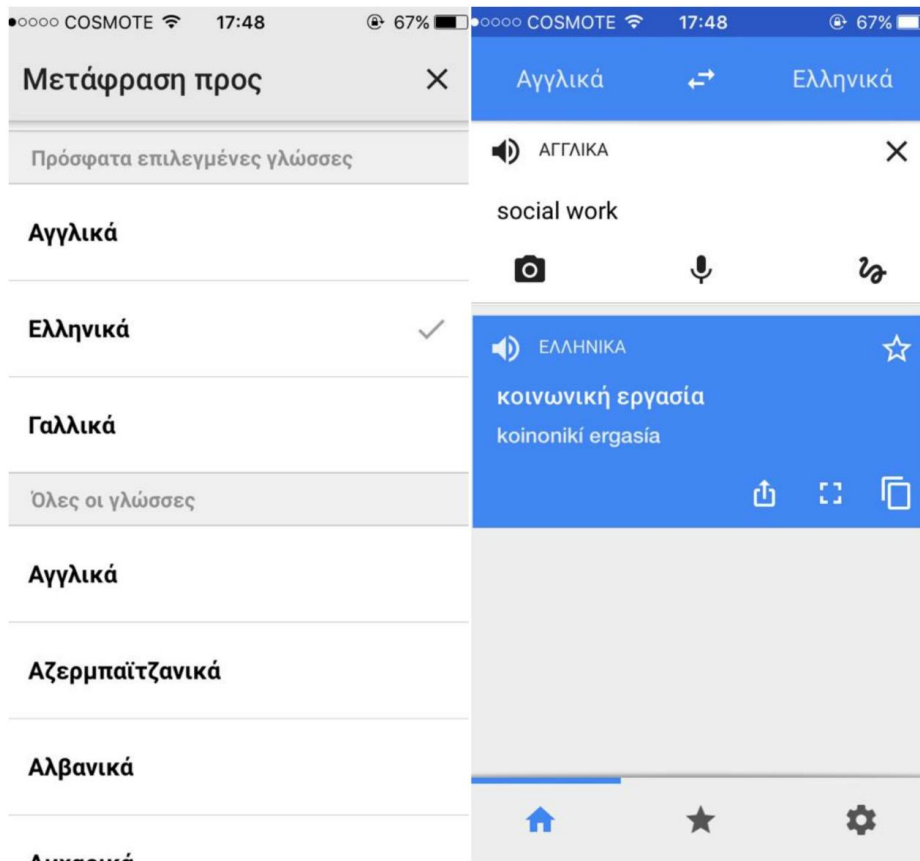 COSMOTE 17:48 67%
Μετάφραση προς
Πρόσφατα επιλεγμένες γλώσσες
Αγγλικά
Ελληνικά
Γαλλικά
Όλες οι γλώσσες
Αγγλικά
Αζερμπαϊτζανικά
Αλβανικά
COSMOTE 17:48 67%
Αγγλικά Ελληνικά
ΑΓΓΛΙΚΑ
social work
ΕΛΛΗΝΙΚΑ
κοινωνική εργασία
koinonikí ergasía